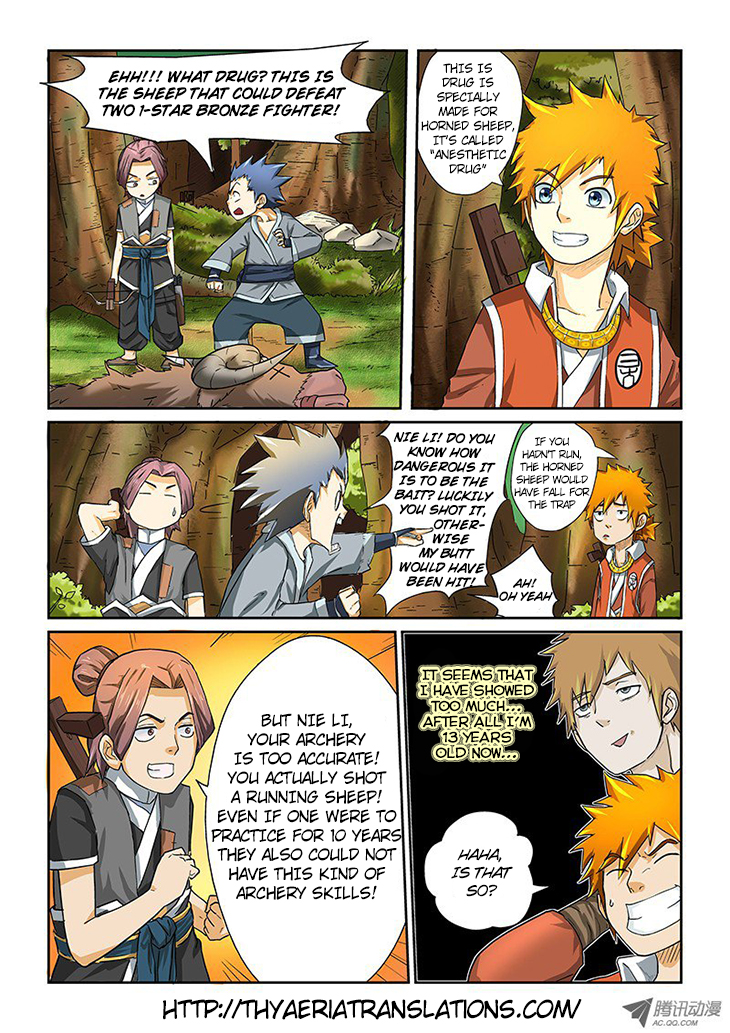 EHH!!! WHAT DRUG? THIS IS
THE SHEEP THAT COULD DEFEAT
TWO 1-STAR BRONZE FIGHTER!
THIS IS
DRUG IS
SPECIALLY
MADE FOR
HORNED SHEEP,
IT'S CALLED
"ANESTHETIC
DRUG"
NIE LI! DO YOU
KNOW HOW
DANGEROUS IT
IS TO BE THE
BAIT? LUCKILY
YOU SHOT IT,
OTHER-
WISE
MY BUTT
WOULD HAVE
BEEN HIT!
IF YOU
HADN'T RUN,
THE HORNED
SHEEP WOULD
HAVE FALL FOR
THE TRAP
AH!
OH YEAH
BUT NIE LI,
YOUR ARCHERY
IS TOO ACCURATE!
YOU ACTUALLY SHOT
A RUNNING SHEEP!
EVEN IF ONE WERE TO
PRACTICE FOR 10 YEARS
THEY ALSO COULD NOT
HAVE THIS KIND OF
ARCHERY SKILLS!
IT SEEMS THAT
I HAVE SHOWED
TOO MUCH...
AFTER ALL I'M
13 YEARS
OLD NOW...
HAHA,
IS THAT
SO?
HTTP://THYAERIATRANSLATIONS.COM/
腾讯动漫
AC.QQ.COM